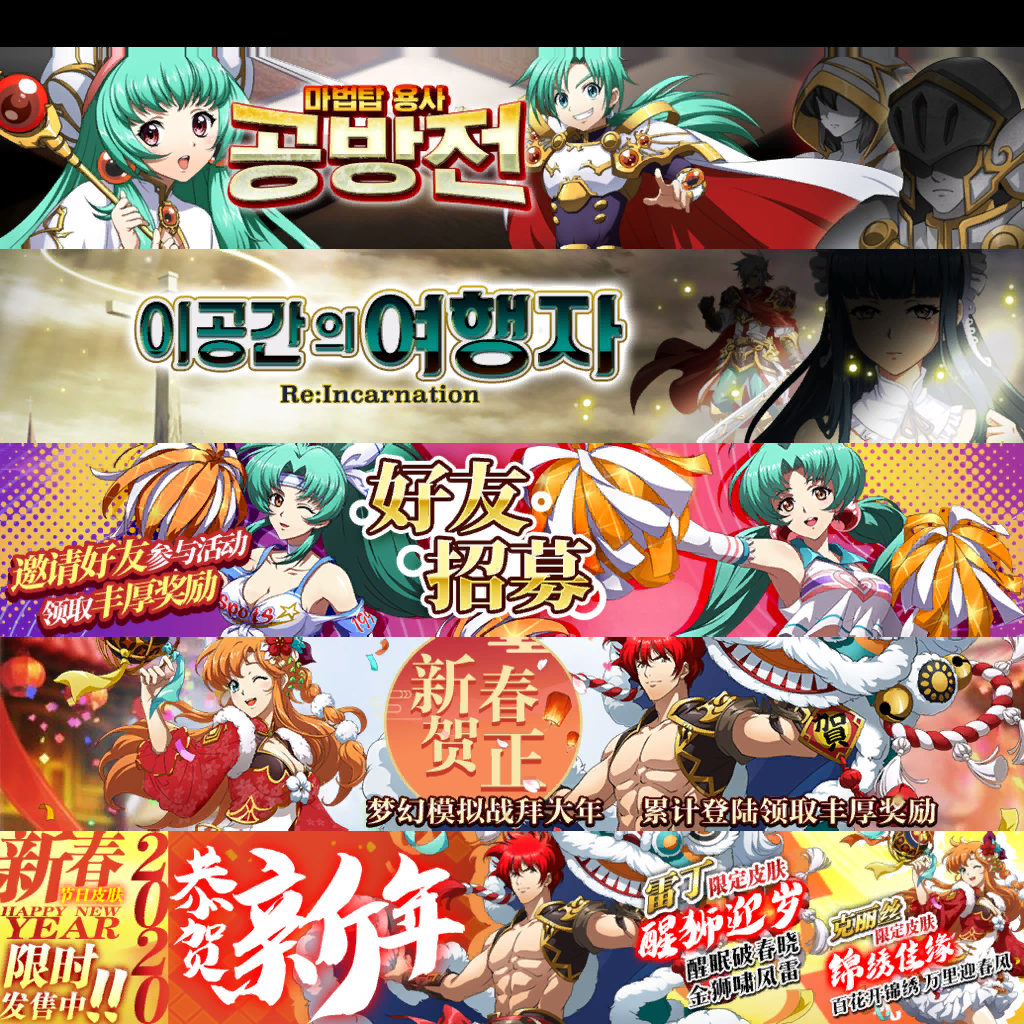 마법탑 용사
공방전
이공간의 여행자
Re:Incarnation
好友
招募
邀请好友参与活动
领取丰厚奖励
Spots
199
新春
贺正
梦幻模拟战拜大年
累计登陆领取丰厚奖励
賀
新春
节日皮肤
HAPPY NEW
YEAR
2020
限时
发售中!!
恭贺
新年
雷丁限定皮肤
醒狮迎岁
醒眠破春晓
金狮啸风雷
克丽丝
限定皮肤
锦绣佳缘
百花开锦绣 万里迎春风